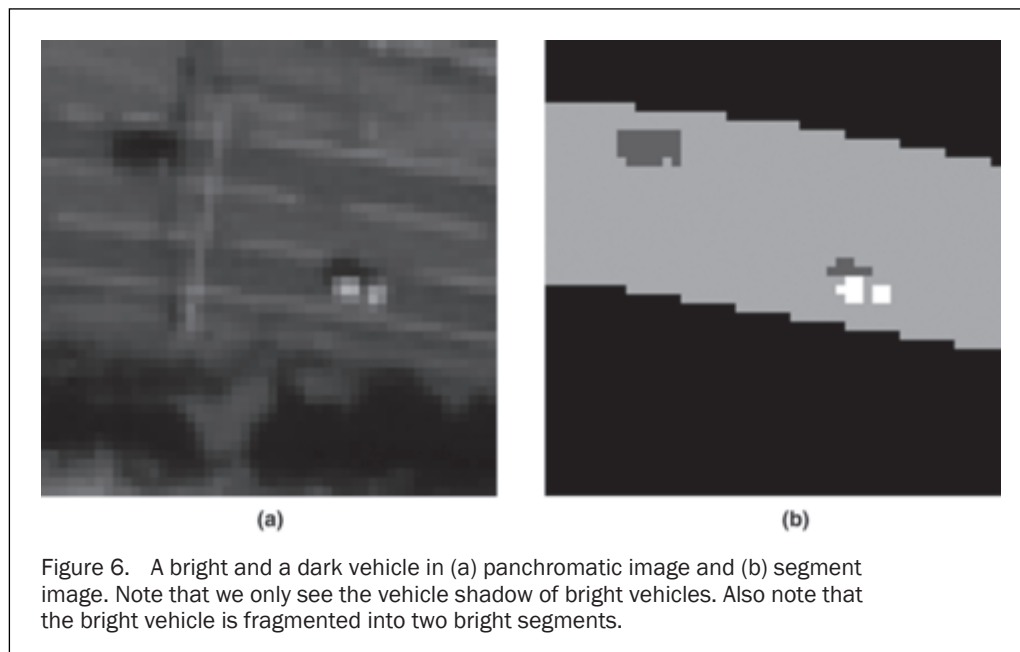 (a)
(b)
Figure 6. A bright and a dark vehicle in (a) panchromatic image and (b) segment
image. Note that we only see the vehicle shadow of bright vehicles. Also note that
the bright vehicle is fragmented into two bright segments.